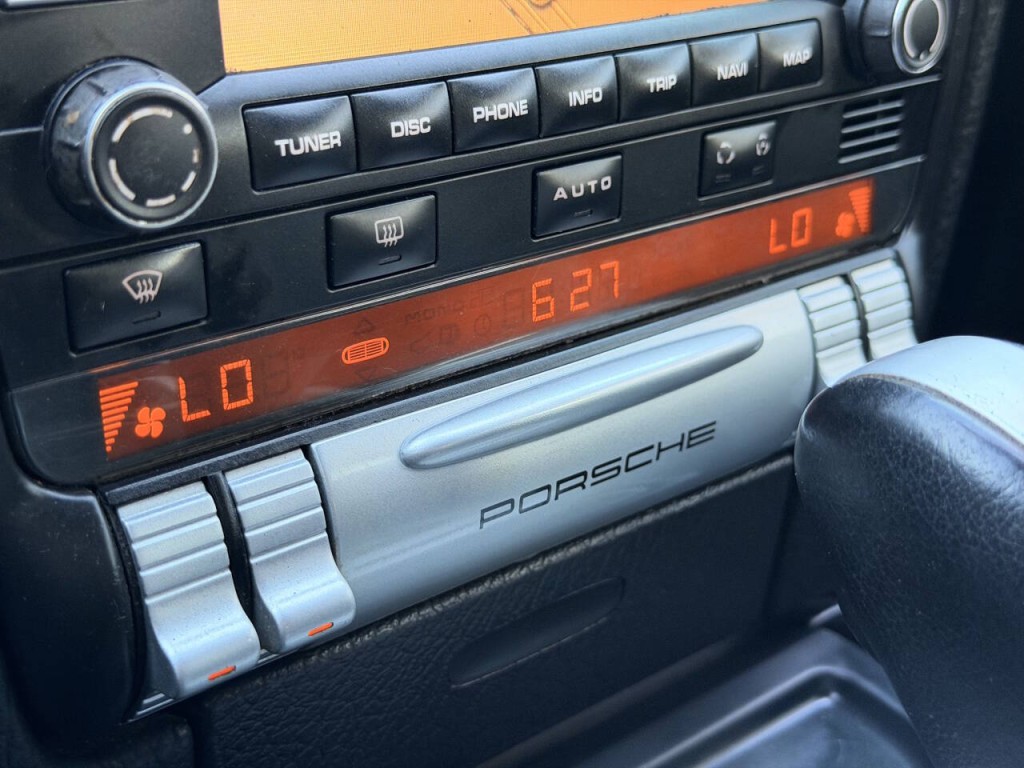 TUNER DISC PHONE INFO TRIP NAVI MAP
AUTO
LO 627 LO
PORSCHE